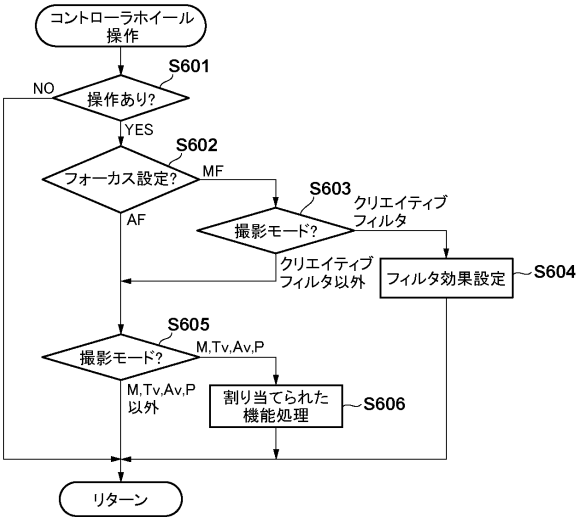 コントローラホイール
操作
S601
NO
操作あり?
YES
S602
フォーカス設定?
MF
AF
S603
撮影モード?
クリエイティブ
フィルタ
クリエイティブ
フィルタ以外
フィルタ効果設定
S604
S605
撮影モード?
M,Tv,Av,P
M,Tv,Av,P
以外
割り当てられた
機能処理
S606
リターン